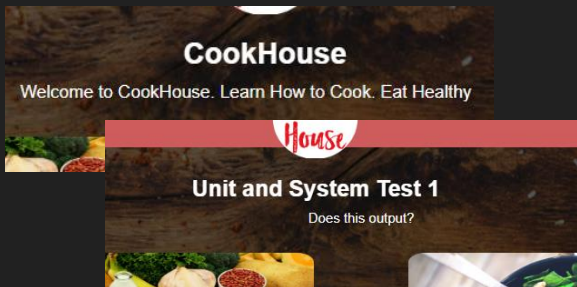 CookHouse
Welcome to CookHouse. Learn How to Cook. Eat Healthy
House
Unit and System Test 1
Does this output?